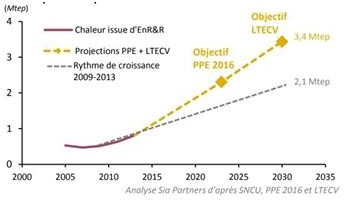 (Mtep)
4
3
2
1
0
Chaleur issue d'EnR&R
Projections PPE + LTECV
Rythme de croissance
2009-2013
Objectif
PPE 2016
Objectif
LTECV
3,4 Mtep
2,1 Mtep
2000 2005 2010 2015 2020 2025 2030 2035
Analyse Sia Partners d'après SNCU, PPE 2016 et LTECV